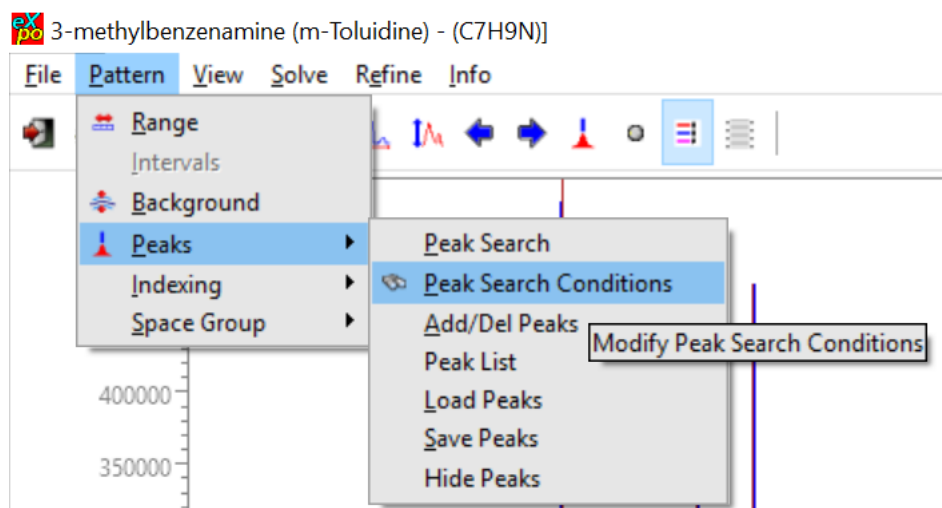 eXpo 3-methylbenzenamine (m-Toluidine) - (C7H9N)]
File Pattern View Solve Refine Info
Range
Intervals
Background
Peaks
Indexing
Space Group
Peak Search
Peak Search Conditions
Add/Del Peaks
Modify Peak Search Conditions
Peak List
Load Peaks
Save Peaks
Hide Peaks
400000
350000